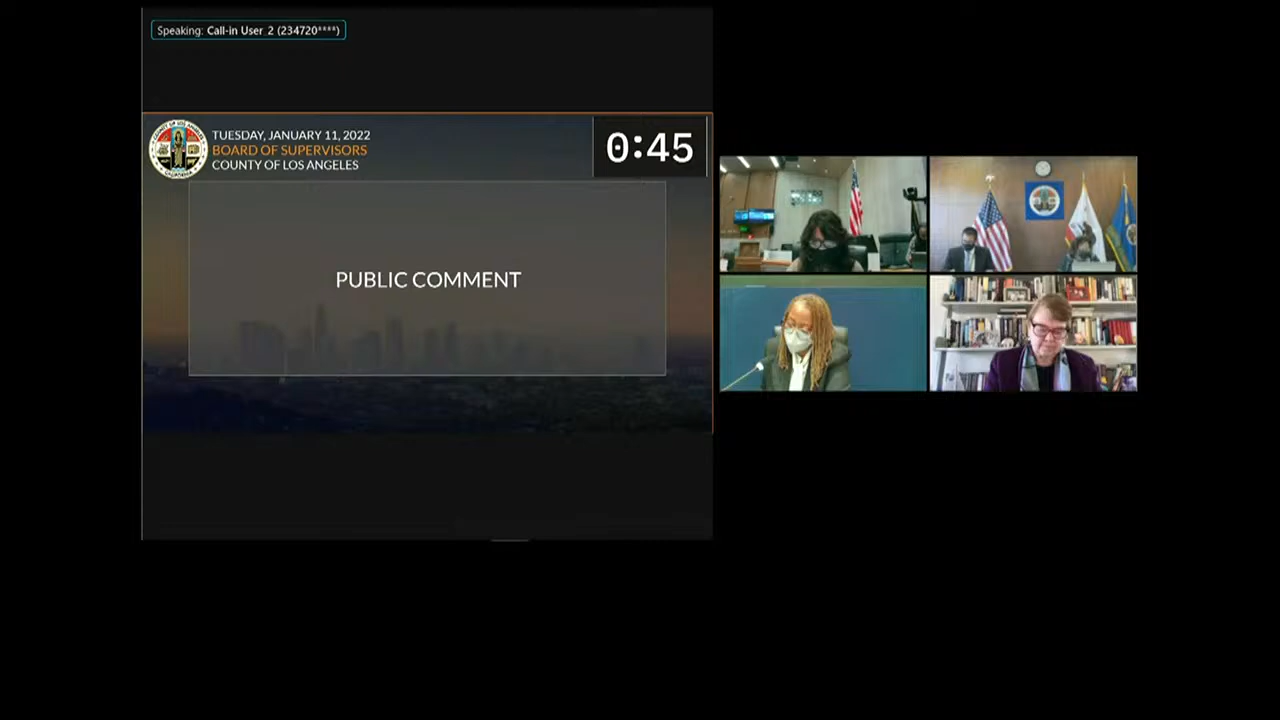 Speaking: Call-in User 2 (234720****)
TUESDAY, JANUARY 11, 2022
BOARD OF SUPERVISORS
COUNTY OF LOS ANGELES
0:45
PUBLIC COMMENT